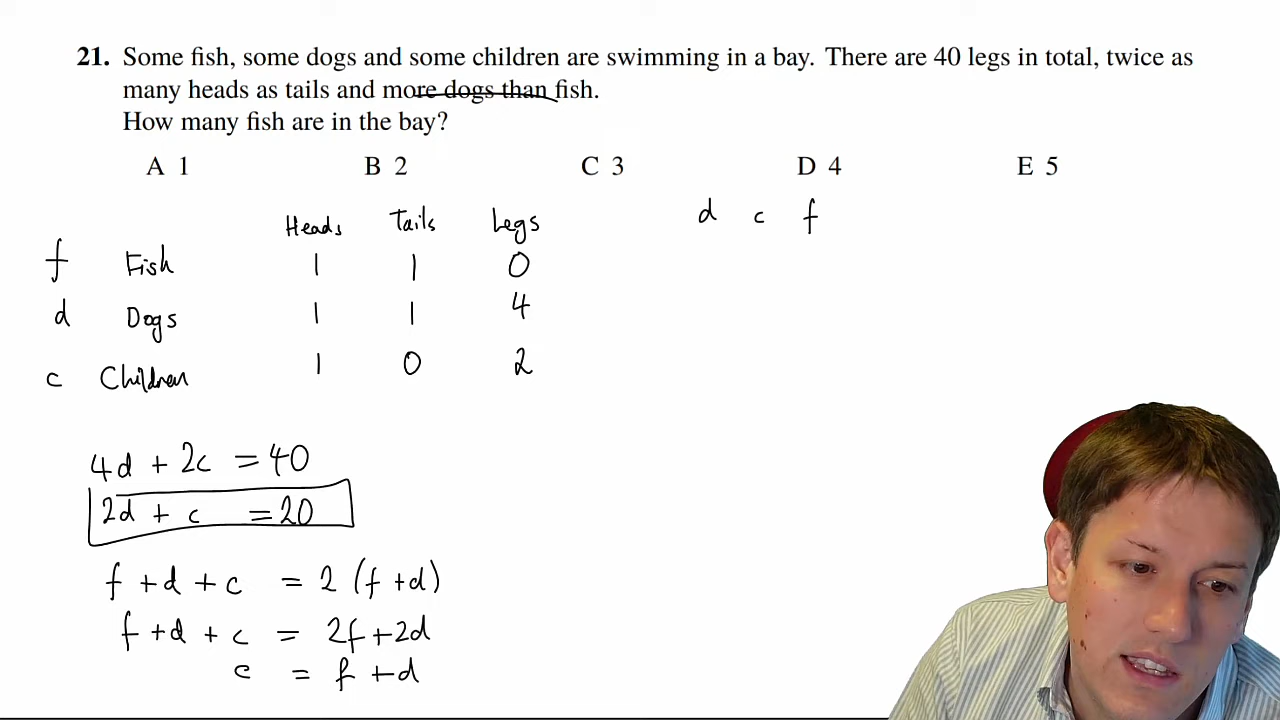 21. Some fish, some dogs and some children are swimming in a bay. There are 40 legs in total, twice as
many heads as tails and more dogs than fish.
How many fish are in the bay?
A 1 B 2 C 3 D 4 E 5
Heads Tails Legs d c f
f Fish 1 1 0
d Dogs 1 1 4
c Children 1 0 2
4d + 2c = 40
2d + c = 20
f + d + c = 2 (f + d)
f + d + c = 2f + 2d
c = f + d